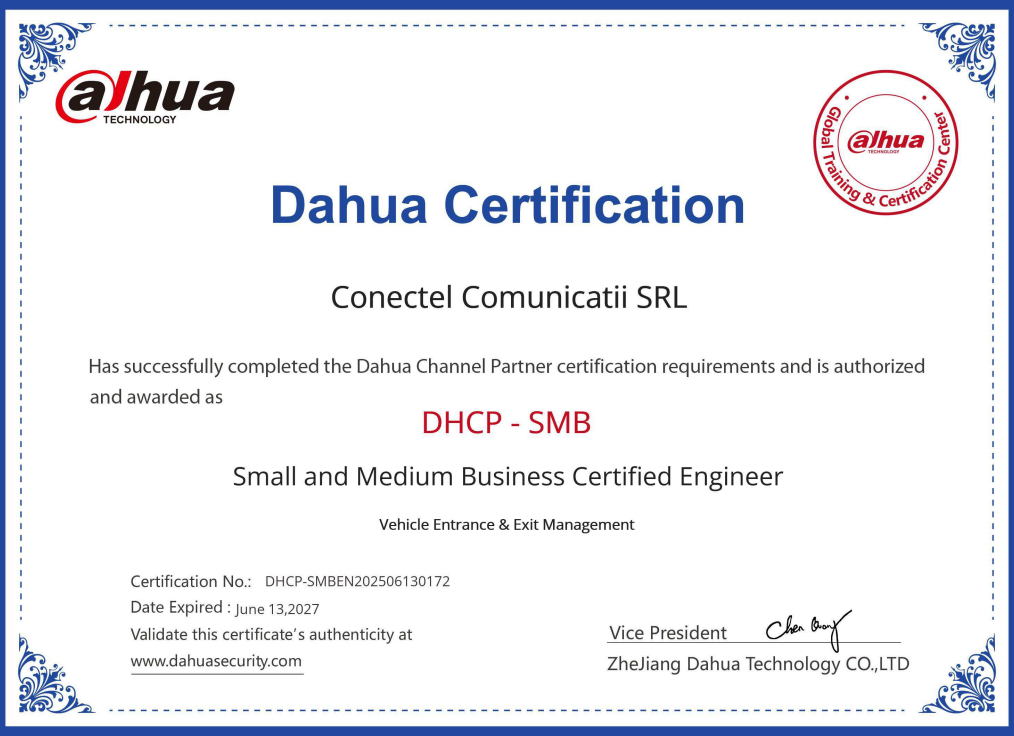 alhua
TECHNOLOGY
alhua
TECHNOLOGY
Global Training & Certification Center
Dahua Certification
Conectel Comunicatii SRL
Has successfully completed the Dahua Channel Partner certification requirements and is authorized
and awarded as
DHCP - SMB
Small and Medium Business Certified Engineer
Vehicle Entrance & Exit Management
Certification No.: DHCP-SMBEN202506130172
Date Expired : June 13,2027
Validate this certificate's authenticity at
www.dahuasecurity.com
Vice President
ZheJiang Dahua Technology CO.,LTD